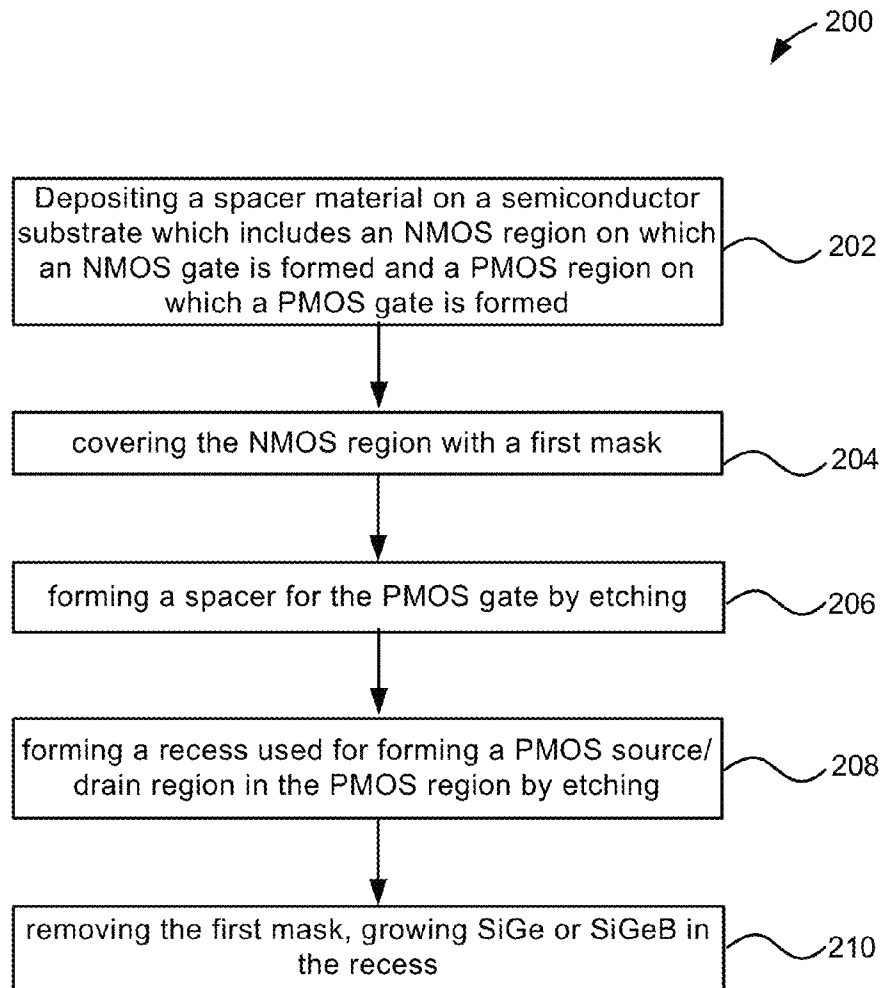 200
Depositing a spacer material on a semiconductor
substrate which includes an NMOS region on which
an NMOS gate is formed and a PMOS region on
which a PMOS gate is formed
202
covering the NMOS region with a first mask
204
forming a spacer for the PMOS gate by etching
206
forming a recess used for forming a PMOS source/
drain region in the PMOS region by etching
208
removing the first mask, growing SiGe or SiGeB in
the recess
210